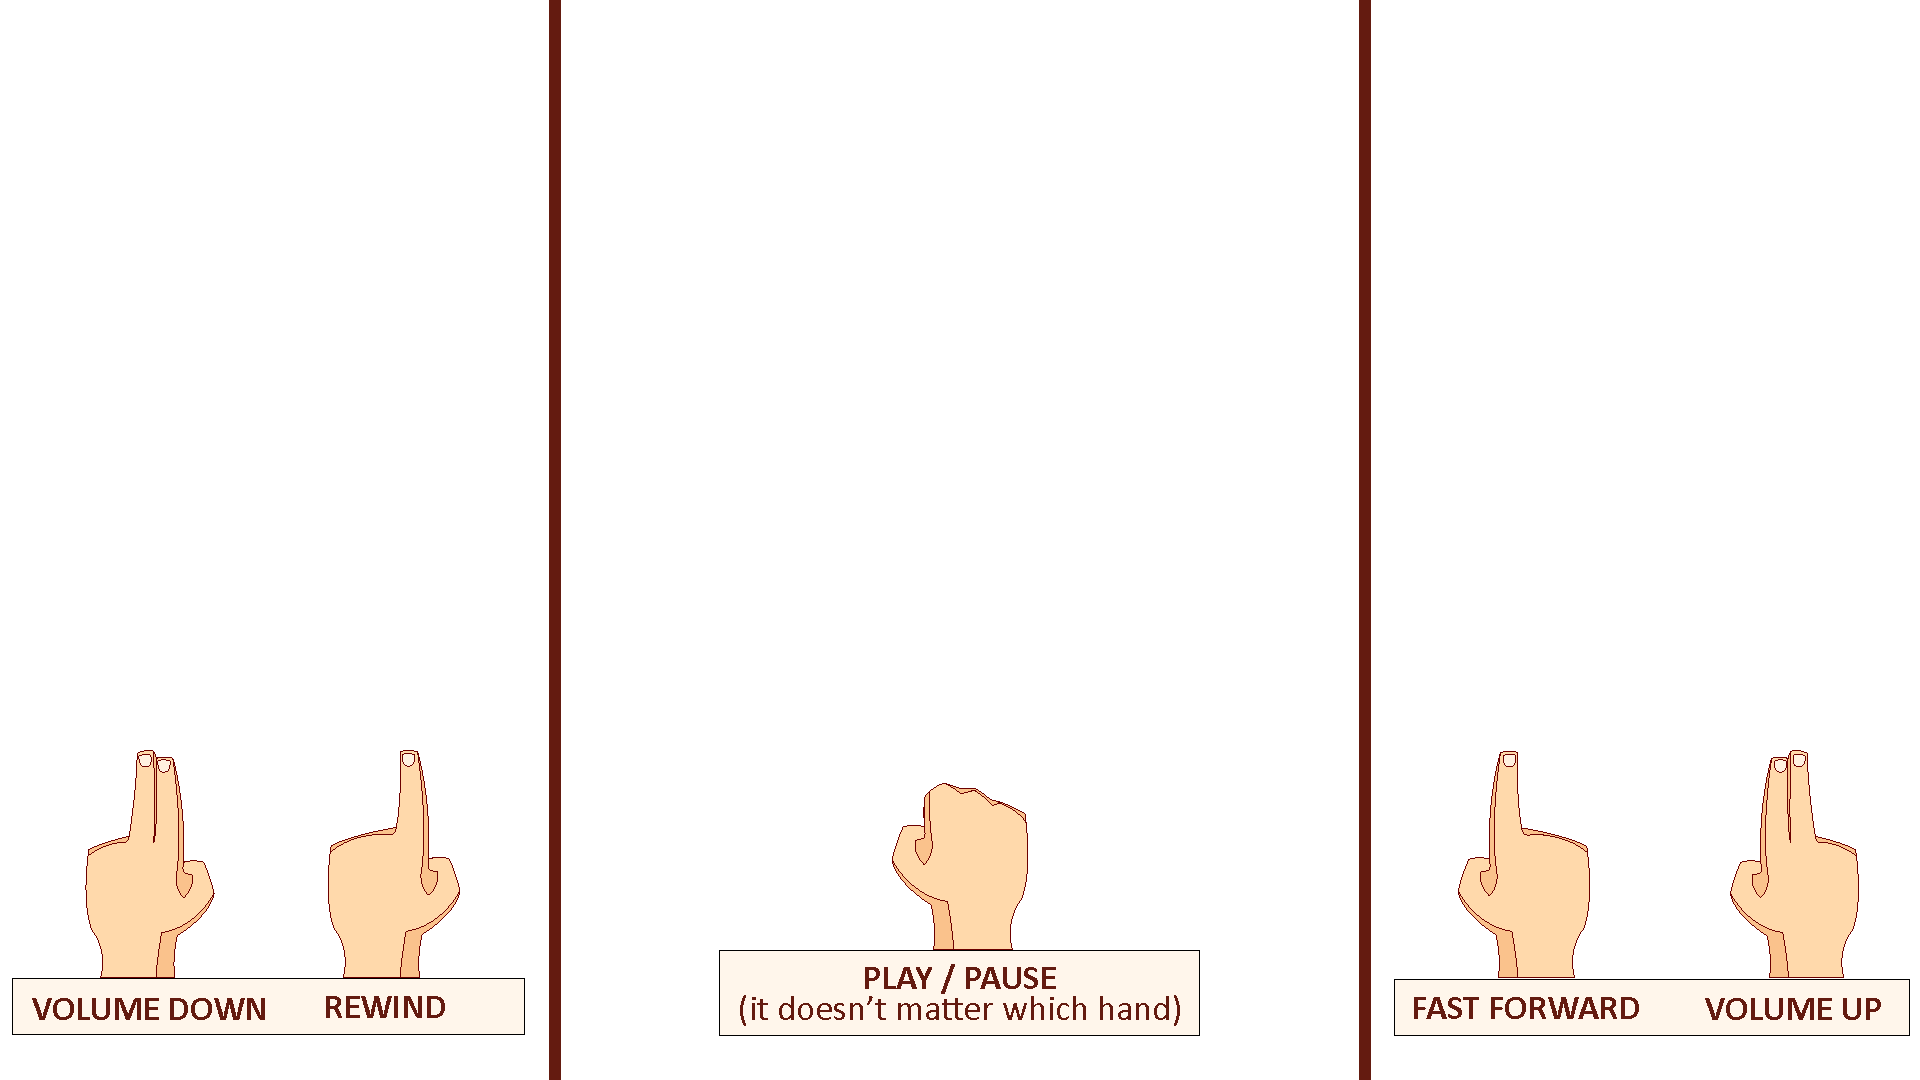 VOLUME DOWN
REWIND
PLAY / PAUSE
(it doesn’t matter which hand)
FAST FORWARD
VOLUME UP